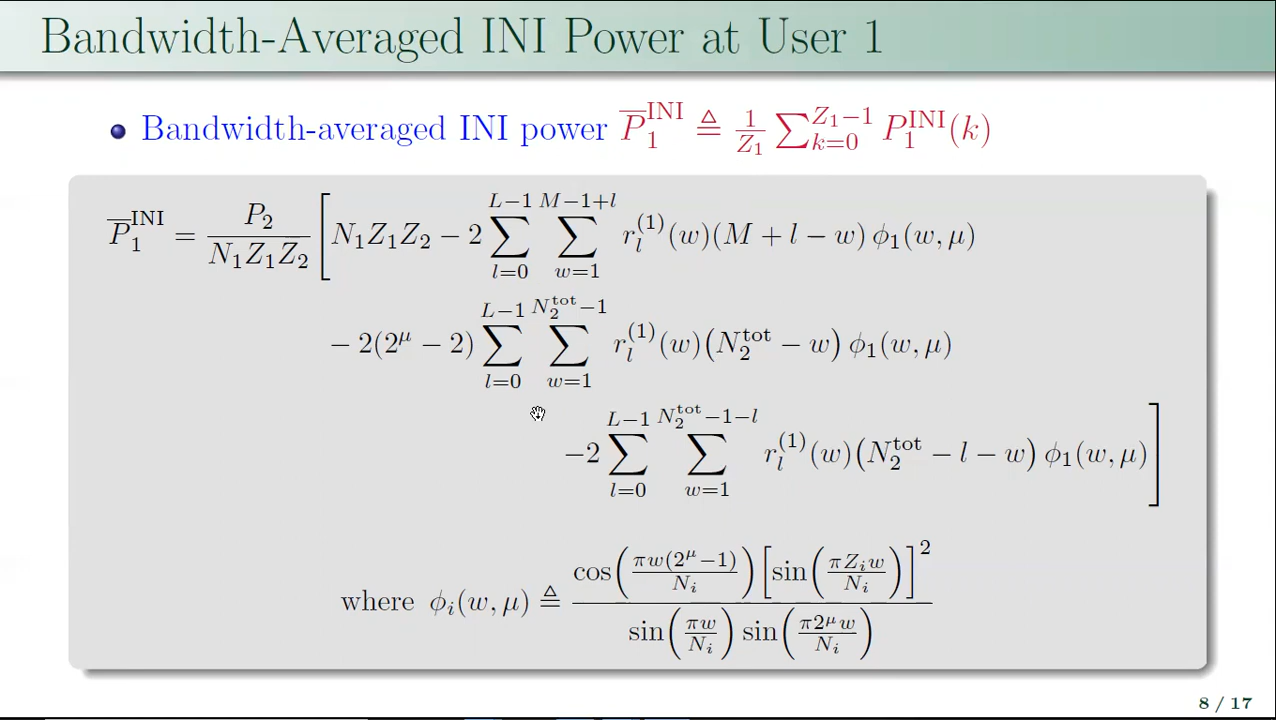 Bandwidth-Averaged INI Power at User 1
Bandwidth-averaged INI power $\overline{P}_1^{\text{INI}} \triangleq \frac{1}{Z_1} \sum_{k=0}^{Z_1-1} P_1^{\text{INI}}(k)$
$\overline{P}_1^{\text{INI}} = \frac{P_2}{N_1 Z_1 Z_2} \Big[ N_1 Z_1 Z_2 - 2 \sum_{l=0}^{L-1} \sum_{w=1}^{M-1+l} r_l^{(1)}(w)(M+l-w)\,\phi_1(w,\mu)$
$-\,2(2^\mu - 2) \sum_{l=0}^{L-1} \sum_{w=1}^{N_2^{\text{tot}}-1} r_l^{(1)}(w)\big(N_2^{\text{tot}} - w\big)\,\phi_1(w,\mu)$
$-2 \sum_{l=0}^{L-1} \sum_{w=1}^{N_2^{\text{tot}}-1-l} r_l^{(1)}(w)\big(N_2^{\text{tot}} - l - w\big)\,\phi_1(w,\mu) \Big]$
where $\phi_i(w,\mu) \triangleq \frac{\cos\left(\frac{\pi w(2^\mu-1)}{N_i}\right)\left[\sin\left(\frac{\pi Z_i w}{N_i}\right)\right]^2}{\sin\left(\frac{\pi w}{N_i}\right)\sin\left(\frac{\pi 2^\mu w}{N_i}\right)}$
8 / 17